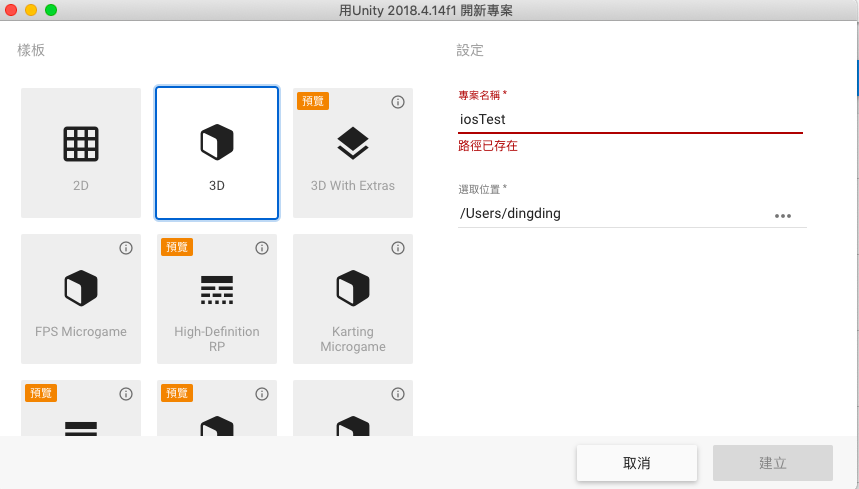 用Unity 2018.4.14f1 開新專案
樣板
設定
2D
3D
預覽
3D With Extras
專案名稱 *
iosTest
路徑已存在
選取位置 *
/Users/dingding
•••
FPS Microgame
預覽
High-Definition
RP
Karting
Microgame
預覽
預覽
取消
建立